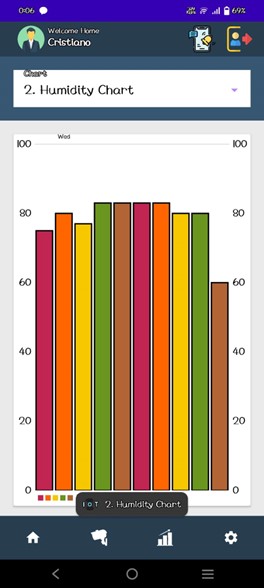 0:06 69%
Welcome Home
Cristiano
Chart
2. Humidity Chart
Wed
100 100
80 80
60 60
40 40
20 20
0 0
IOT 2. Humidity Chart